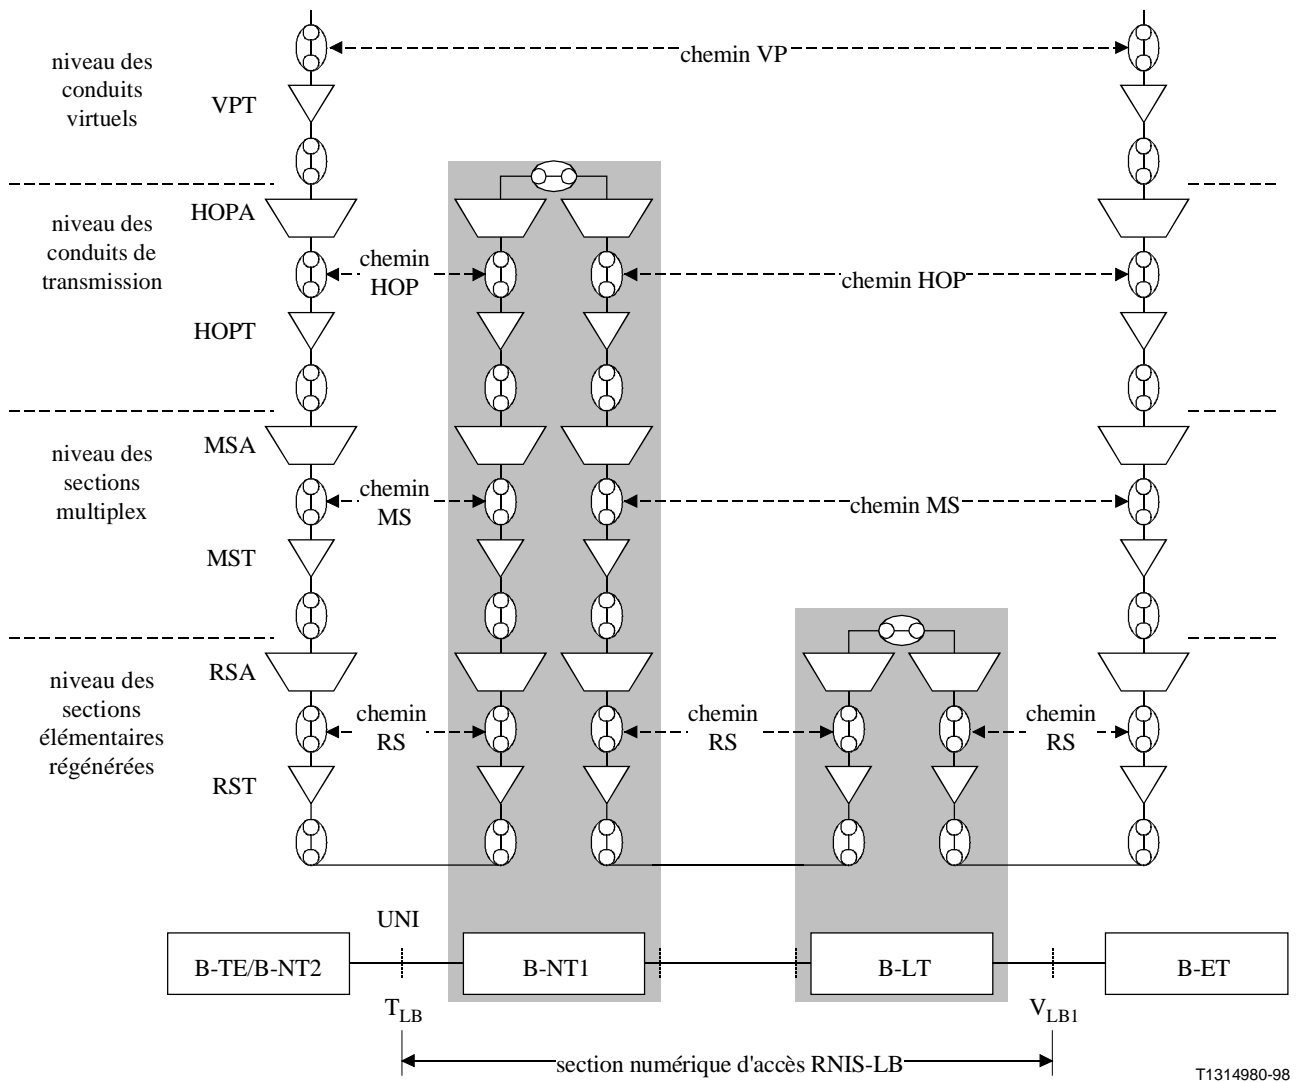 chemin VP
niveau des
conduits
virtuels
VPT
HOPA
niveau des
conduits de
transmission
chemin
HOP
chemin HOP
HOPT
MSA
niveau des
sections
multiplex
chemin
MS
chemin MS
MST
RSA
niveau des
sections
élémentaires
régénérées
chemin
RS
chemin
RS
chemin
RS
RST
UNI
B-TE/B-NT2
B-NT1
B-LT
B-ET
TLB
VLB1
section numérique d'accès RNIS-LB
T1314980-98